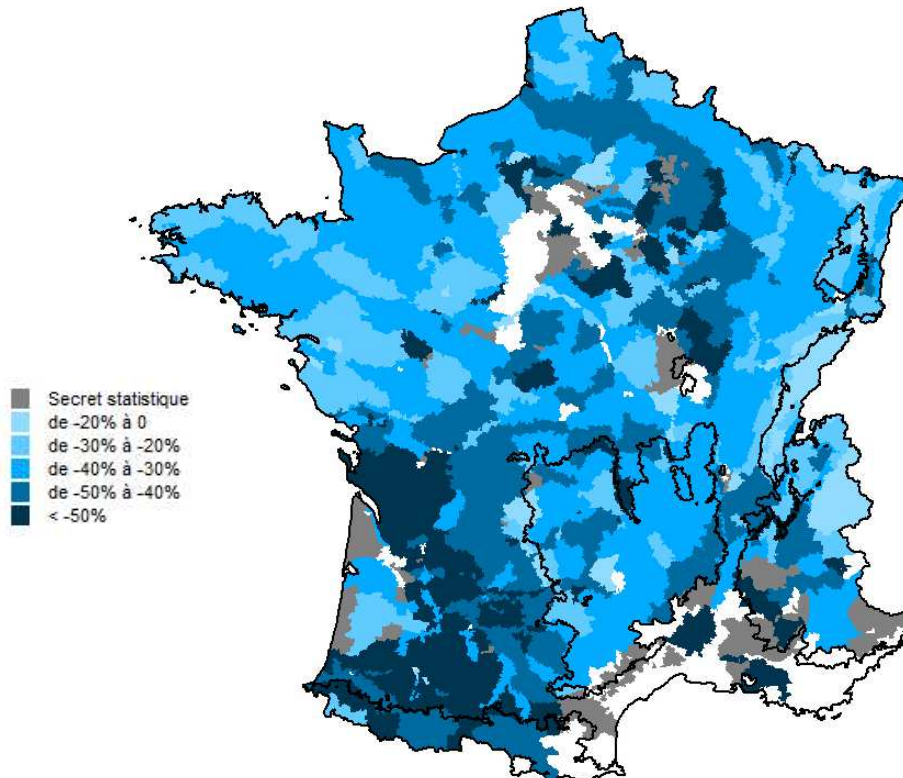 Secret statistique
de -20% à 0
de -30% à -20%
de -40% à -30%
de -50% à -40%
< -50%